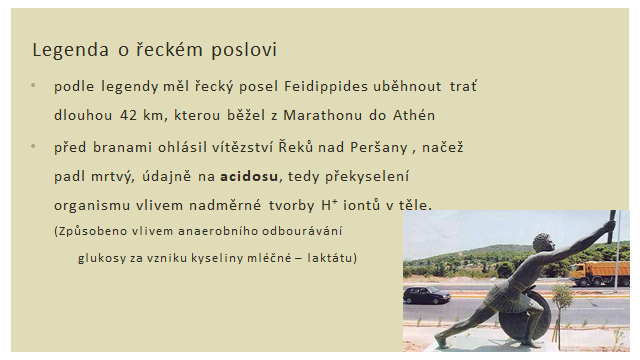 Legenda o řeckém poslovi
• podle legendy měl řecký posel Feidippides uběhnout trať
dlouhou 42 km, kterou běžel z Marathonu do Athén
• před branami ohlásil vítězství Řeků nad Peršany , načež
padl mrtvý, údajně na acidosu, tedy překyselení
organismu vlivem nadměrné tvorby H⁺ iontů v těle.
(Způsobeno vlivem anaerobního odbourávání
glukosy za vzniku kyseliny mléčné – laktátu)